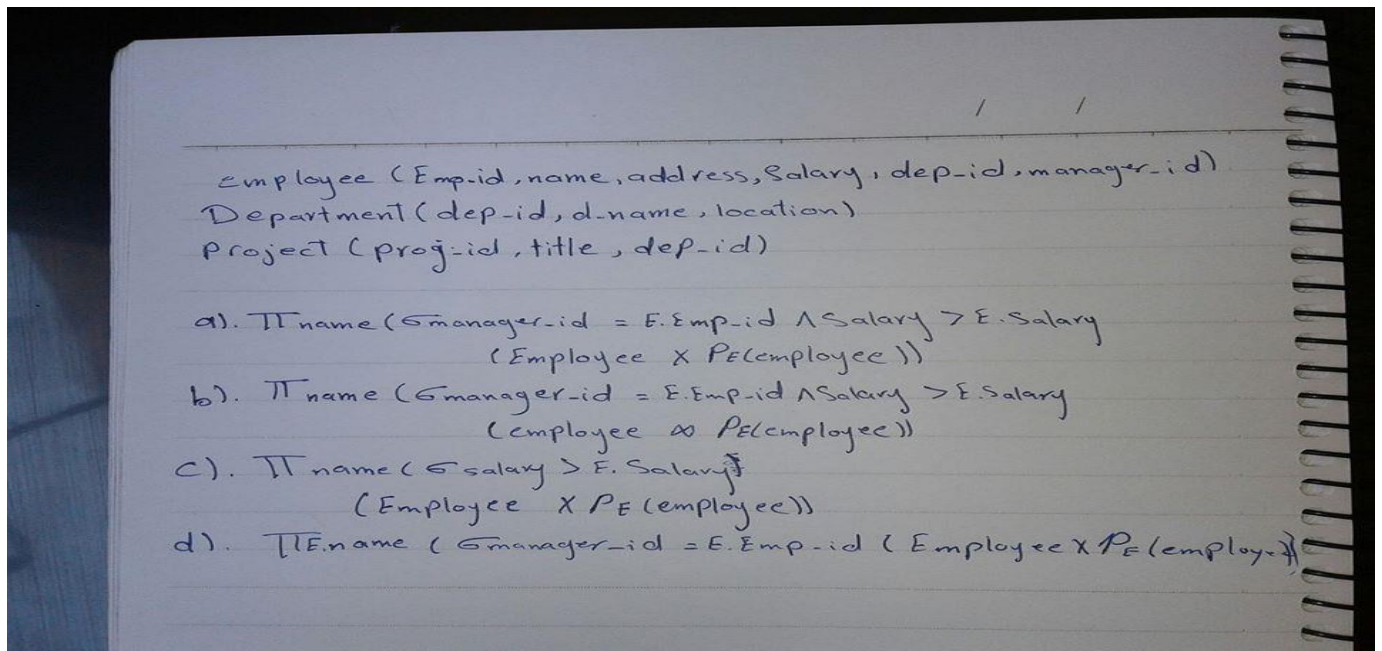 / /
Employee (Emp-id, name, address, Salary, dep-id, manager-id)
Department (dep-id, d-name, location)
Project (proj-id, title, dep-id)
a). Π name (σ manager-id = E.Emp-id ∧ Salary > E.Salary
(Employee X ρE(employee))
b). Π name (σ manager-id = E.Emp-id ∧ Salary > E.Salary
(employee ∞ ρE(employee))
c). Π name (σ salary > E.Salary
(Employee X ρE (employee))
d). ΠE.name (σ manager-id = E.Emp-id (Employee X ρE (employee))